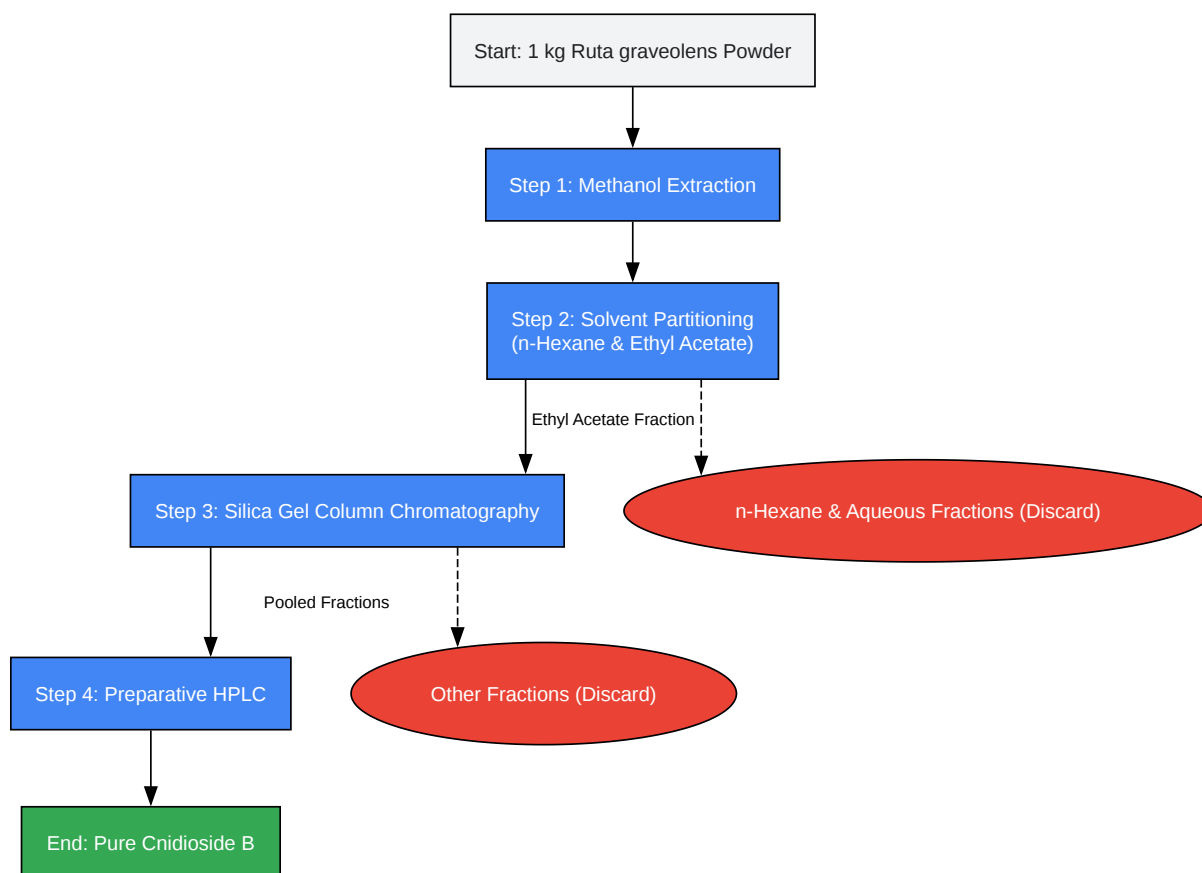 Start: 1 kg Ruta graveolens Powder
Step 1: Methanol Extraction
Step 2: Solvent Partitioning
(n-Hexane & Ethyl Acetate)
Ethyl Acetate Fraction
Step 3: Silica Gel Column Chromatography
n-Hexane & Aqueous Fractions (Discard)
Pooled Fractions
Step 4: Preparative HPLC
Other Fractions (Discard)
End: Pure Cnidioside B